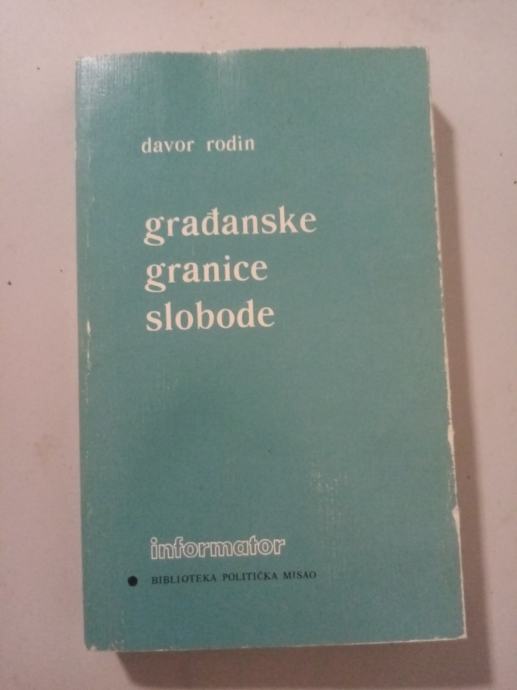 davor rodin
građanske
granice
slobode
informator
BIBLIOTEKA POLITIČKA MISAO